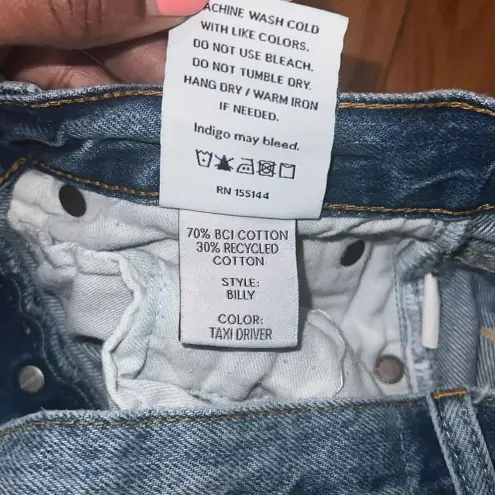 MACHINE WASH COLD
WITH LIKE COLORS.
DO NOT USE BLEACH.
DO NOT TUMBLE DRY.
HANG DRY / WARM IRON
IF NEEDED.
Indigo may bleed.
RN 155144
70% BCI COTTON
30% RECYCLED
COTTON
STYLE:
BILLY
COLOR:
TAXI DRIVER